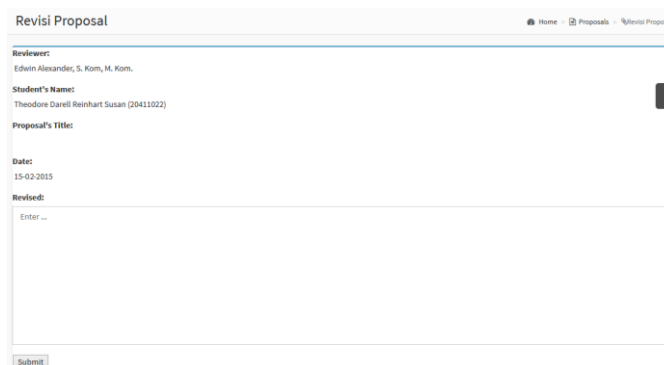 Revisi Proposal
Home > Proposals > Revisi Propo
Reviewer:
Edwin Alexander, S. Kom, M. Kom.
Student's Name:
Theodore Darell Reinhart Susan (20411022)
Proposal's Title:
Date:
15-02-2015
Revised:
Enter ...
Submit